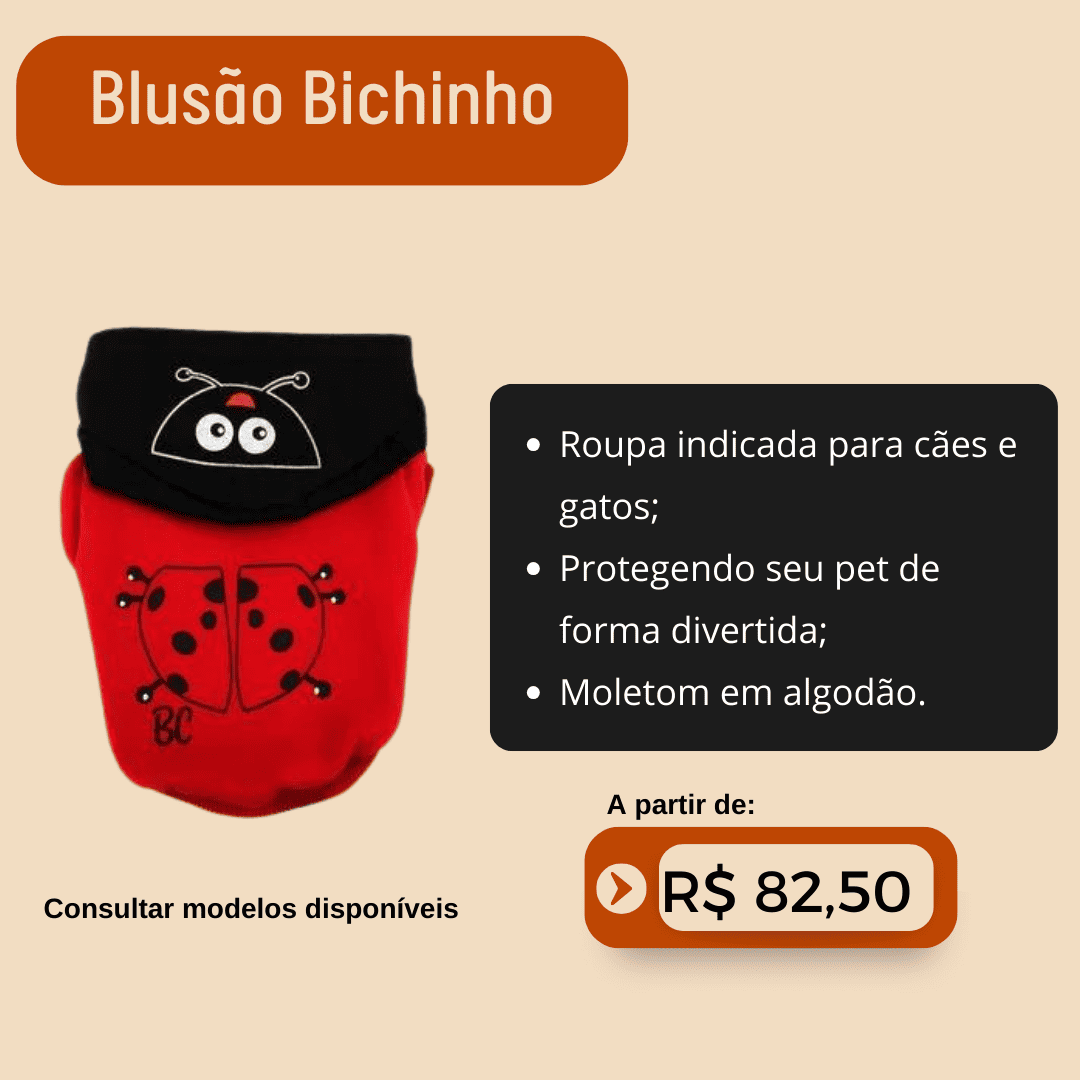 Blusão Bichinho
BC
• Roupa indicada para cães e
gatos;
• Protegendo seu pet de
forma divertida;
• Moletom em algodão.
A partir de:
R$ 82,50
Consultar modelos disponíveis